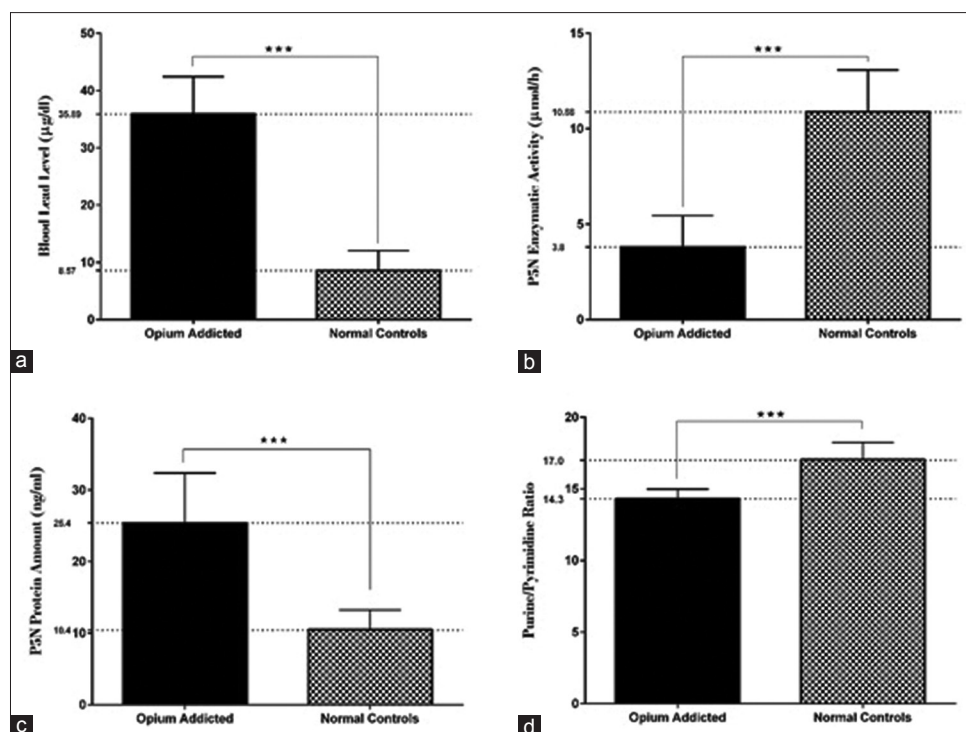 50
40
30
20
10
0
35.89
8.57
Blood Lead Level (µg/dl)
***
Opium Addicted
Normal Controls
a
15
10
5
0
3.8
P5N Enzymatic Activity (µmol/h)
***
Opium Addicted
Normal Controls
b
40
30
20
10
0
25.4
10.4
P5N Protein Amount (ng/ml)
***
Opium Addicted
Normal Controls
c
20
15
10
5
0
17.0
14.3
Purine/Pyrimidine Ratio
***
Opium Addicted
Normal Controls
d